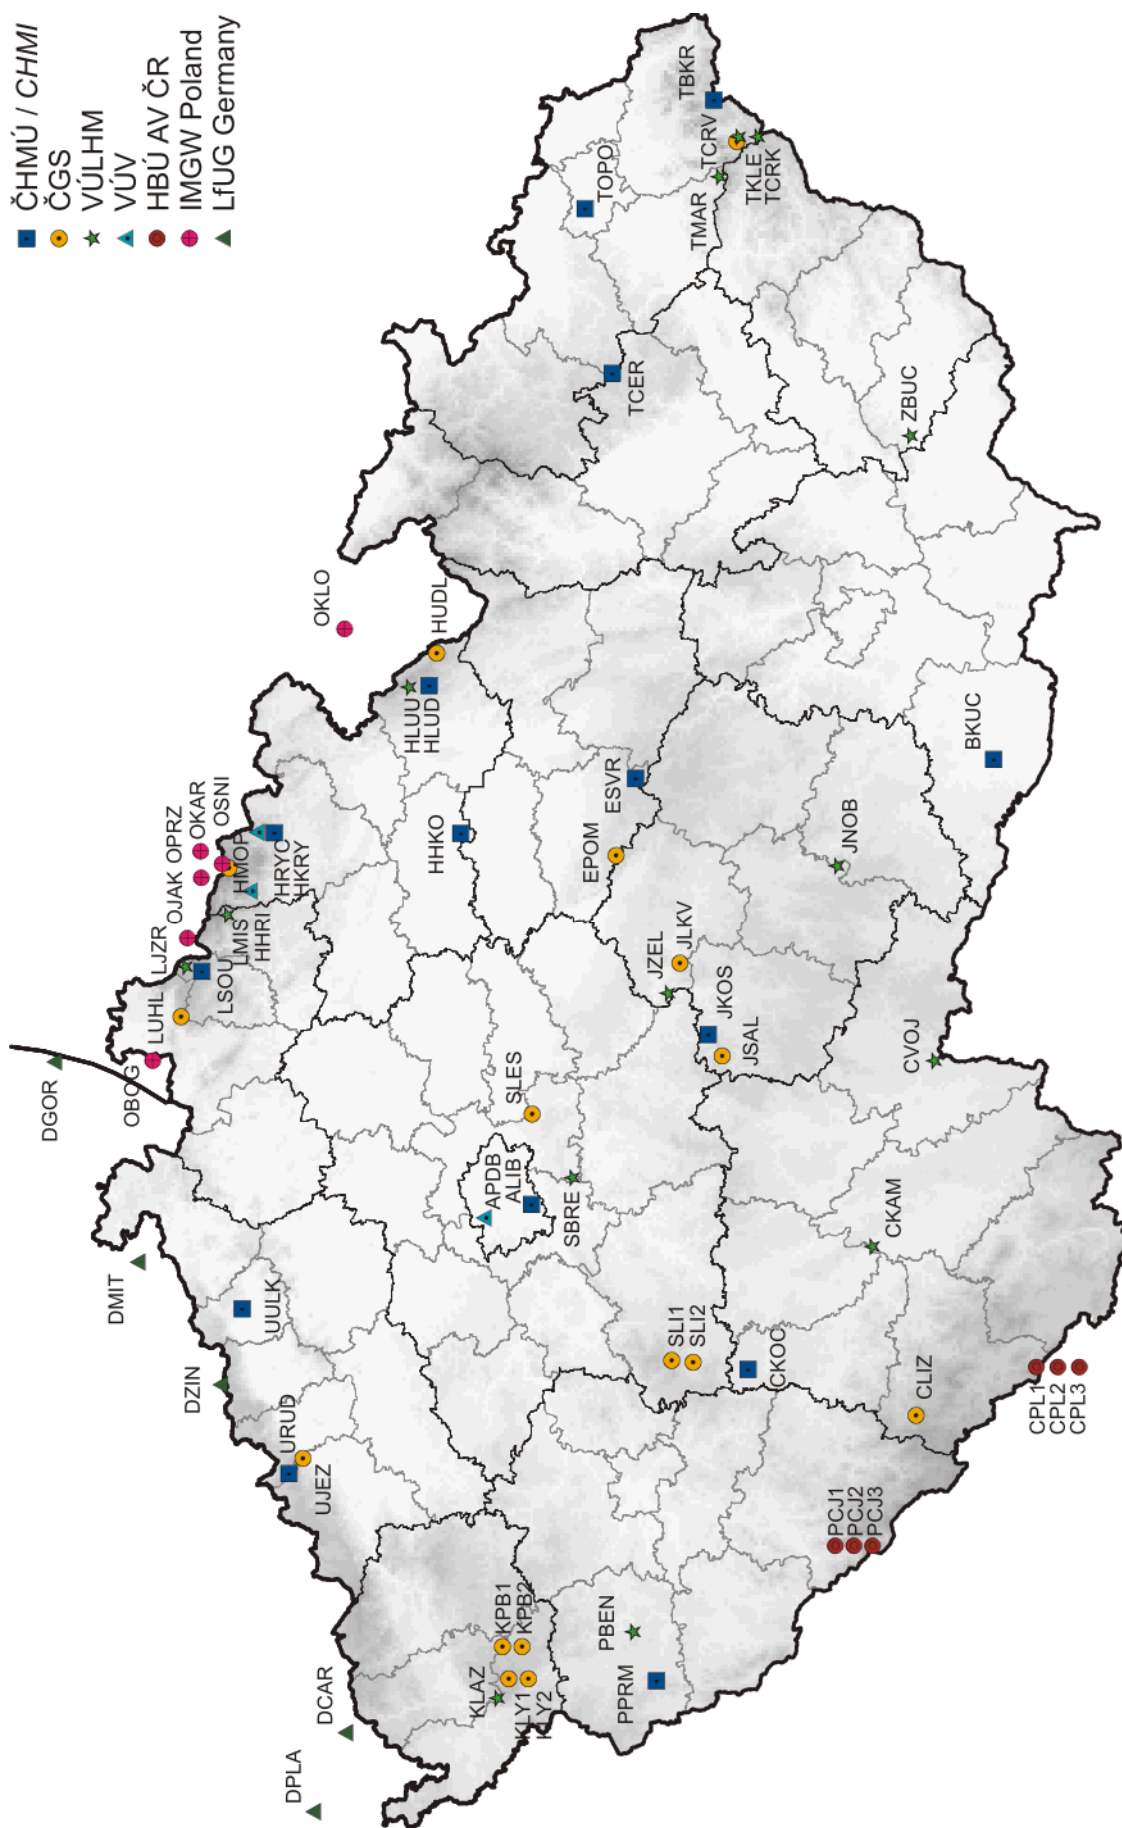 ČHMÚ / CHMI
ČGS
VÚLHM
VÚV
HBÚ AV ČR
IMGW Poland
LfUG Germany
DGOR
DMIT
OBOG
LUHL
LJZR
OJAK
OPRZ
OKAR
OSNI
DZIN
UULK
LSOU
LMIS
HHRI
HMOP
HRYC
HKRY
OKLO
URUD
UJEZ
HLUU
HLUD
HUDL
DCAR
DPLA
HHKO
APDB
ALIB
SLES
SBRE
KLAZ
KPB1
KPB2
KLY1
KLY2
EPOM
ESVR
TCER
TOPO
TBKR
TMAR
TCRV
TKLE
TCRK
PBEN
PPRM
SLI1
SLI2
JZEL
JLKV
JKOS
JSAL
CKOC
JNOB
ZBUC
CKAM
CVOJ
BKUC
CLIZ
PCJ1
PCJ2
PCJ3
CPL1
CPL2
CPL3